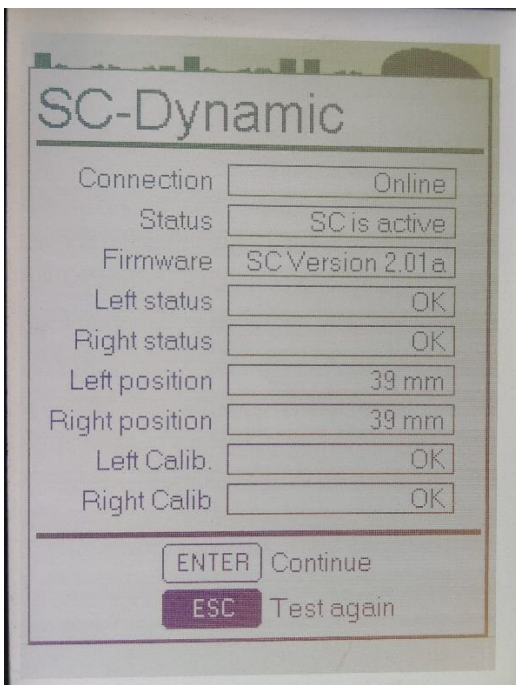 SC-Dynamic
Connection Online
Status SC is active
Firmware SC Version 2.01a
Left status OK
Right status OK
Left position 39 mm
Right position 39 mm
Left Calib. OK
Right Calib OK
ENTER Continue
ESC Test again